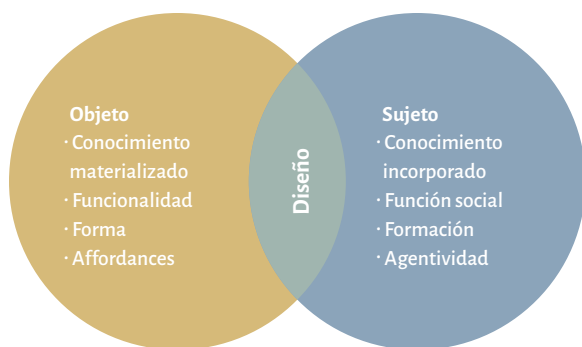 Objeto
· Conocimiento
materializado
· Funcionalidad
· Forma
· Affordances
Diseño
Sujeto
· Conocimiento
incorporado
· Función social
· Formación
· Agentividad